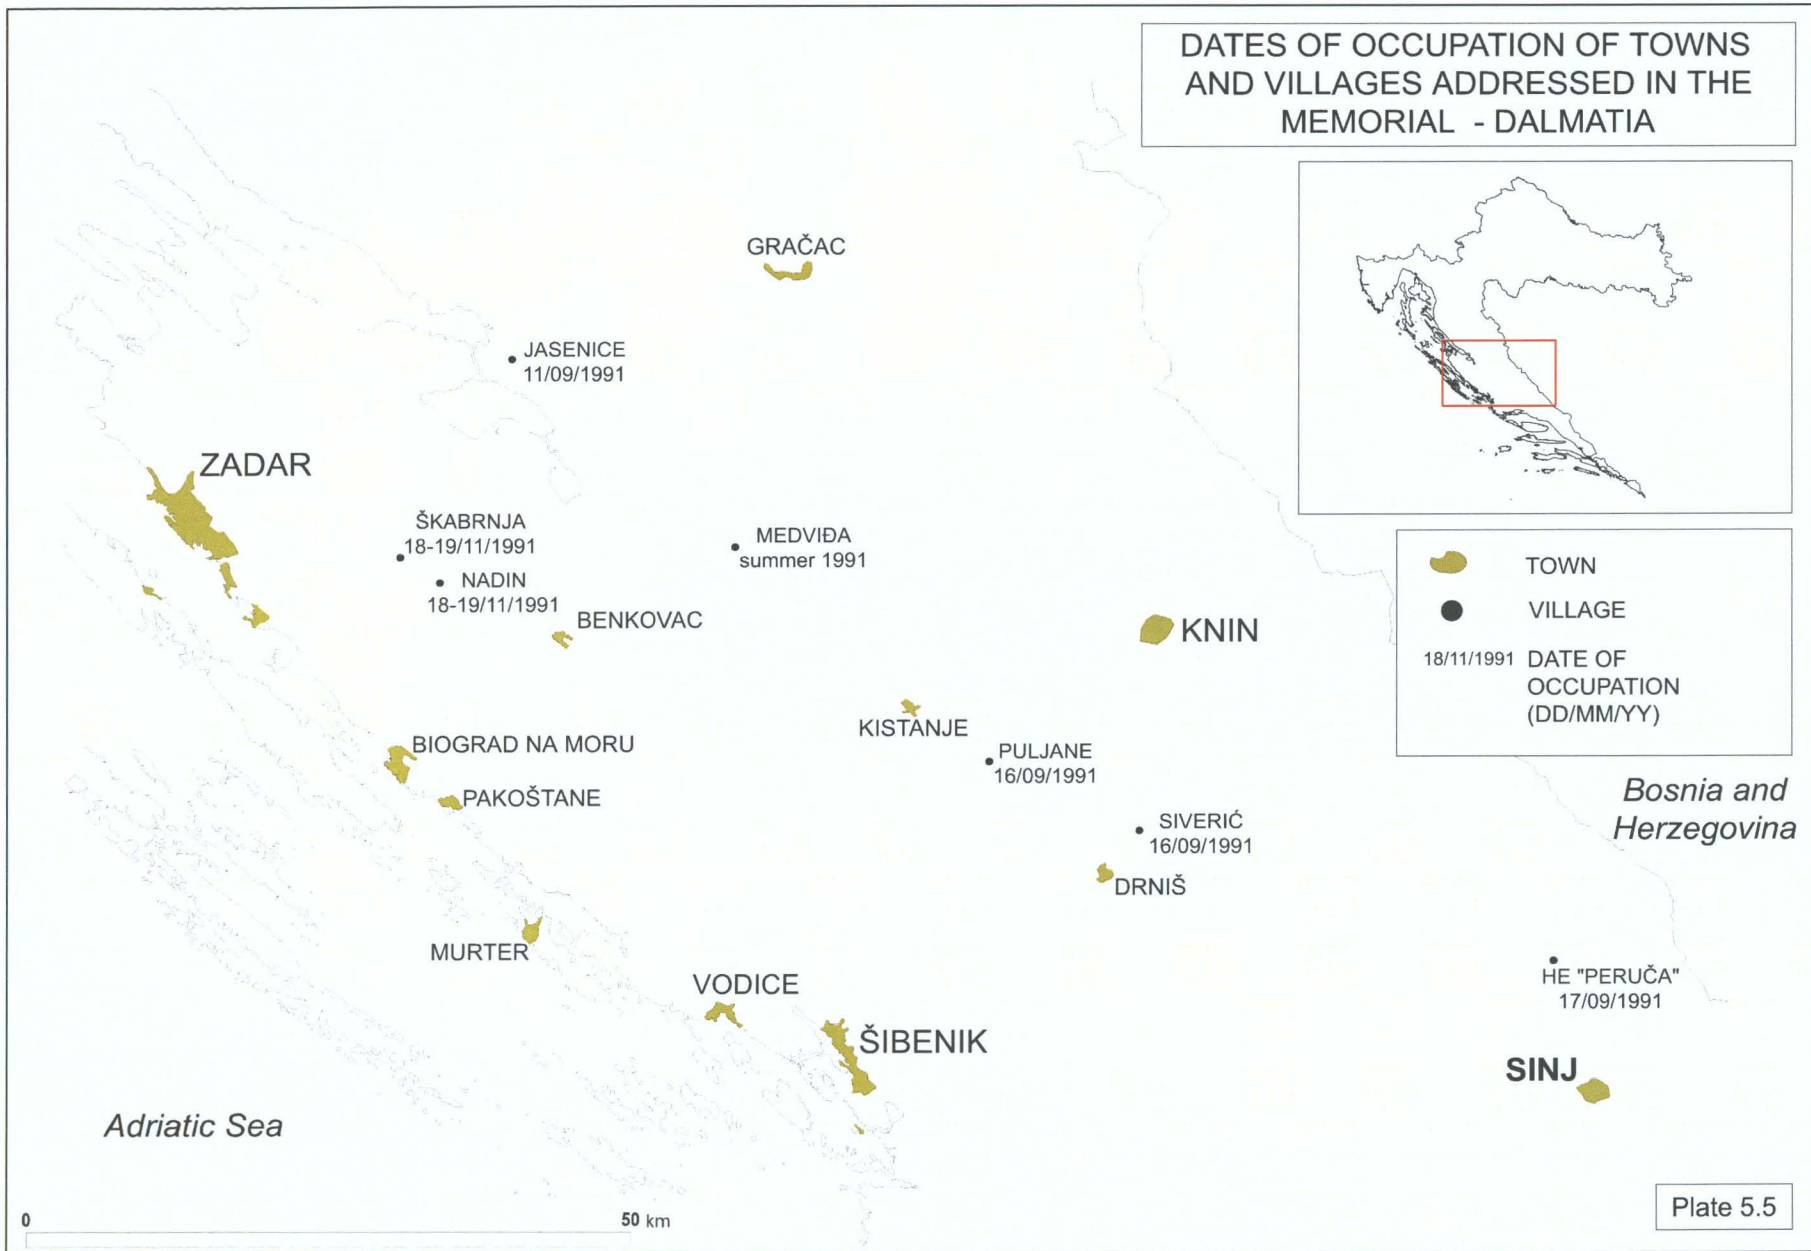 DATES OF OCCUPATION OF TOWNS
AND VILLAGES ADDRESSED IN THE
MEMORIAL - DALMATIA
GRAČAC
JASENICE
11/09/1991
ZADAR
ŠKABRNJA
18-19/11/1991
NADIN
18-19/11/1991
MEDVIĐA
summer 1991
BENKOVAC
KNIN
TOWN
VILLAGE
18/11/1991 DATE OF
OCCUPATION
(DD/MM/YY)
KISTANJE
BIOGRAD NA MORU
PULJANE
16/09/1991
PAKOŠTANE
Bosnia and
Herzegovina
SIVERIĆ
16/09/1991
DRNIŠ
MURTER
HE "PERUČA"
17/09/1991
VODICE
ŠIBENIK
SINJ
Adriatic Sea
Plate 5.5
0 50 km